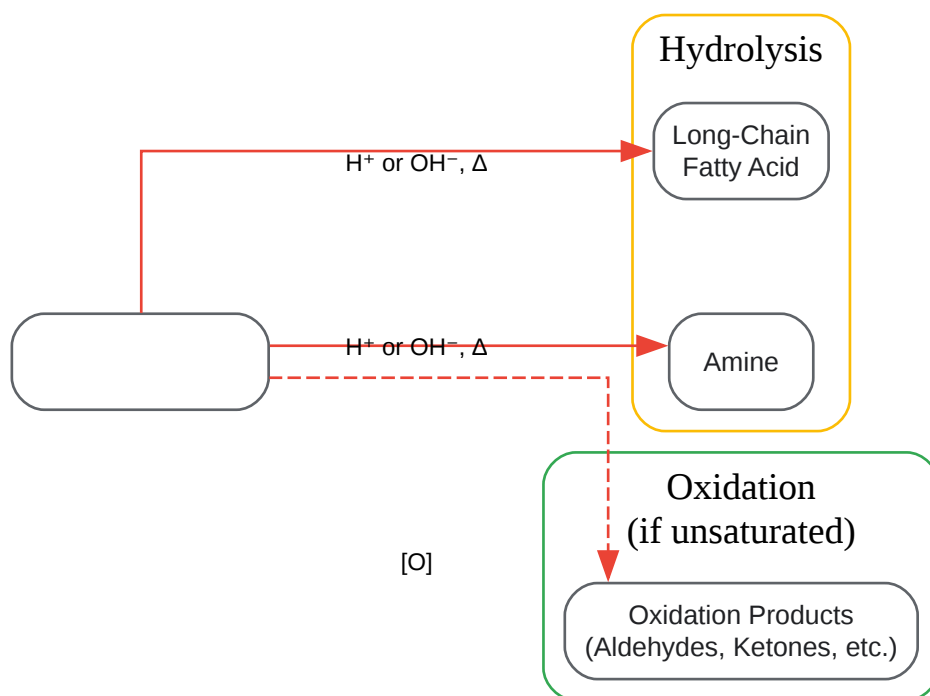 Hydrolysis
Long-Chain
Fatty Acid
H⁺ or OH⁻, Δ
H⁺ or OH⁻, Δ
Amine
Oxidation
(if unsaturated)
[O]
Oxidation Products
(Aldehydes, Ketones, etc.)